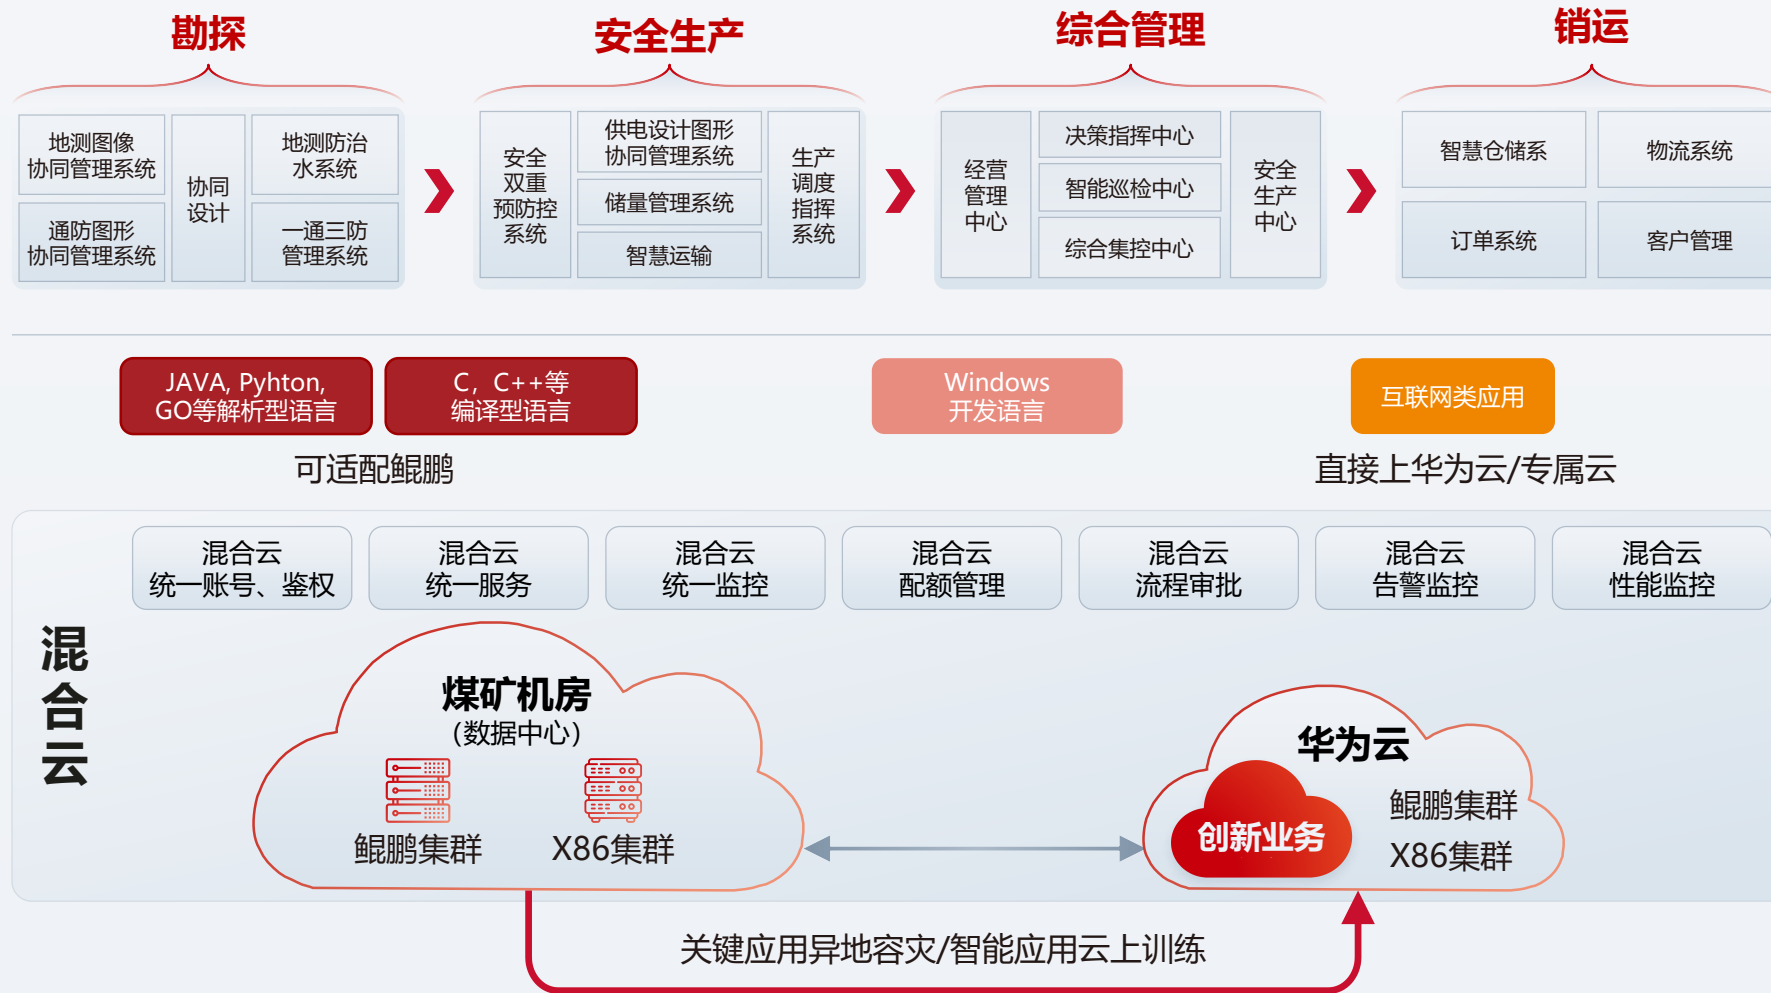 勘探
安全生产
综合管理
销运
地测图像
协同管理系统
通防图形
协同管理系统
协同
设计
地测防治
水系统
一通三防
管理系统
安全
双重
预防控
系统
供电设计图形
协同管理系统
储量管理系统
智慧运输
生产
调度
指挥
系统
经营
管理
中心
决策指挥中心
智能巡检中心
综合集控中心
安全
生产
中心
智慧仓储系
物流系统
订单系统
客户管理
JAVA, Pyhton,
GO等解析型语言
C，C++等
编译型语言
Windows
开发语言
互联网类应用
可适配鲲鹏
直接上华为云/专属云
混合云
统一账号、鉴权
混合云
统一服务
混合云
统一监控
混合云
配额管理
混合云
流程审批
混合云
告警监控
混合云
性能监控
混
合
云
煤矿机房
（数据中心）
鲲鹏集群
X86集群
华为云
创新业务
鲲鹏集群
X86集群
关键应用异地容灾/智能应用云上训练